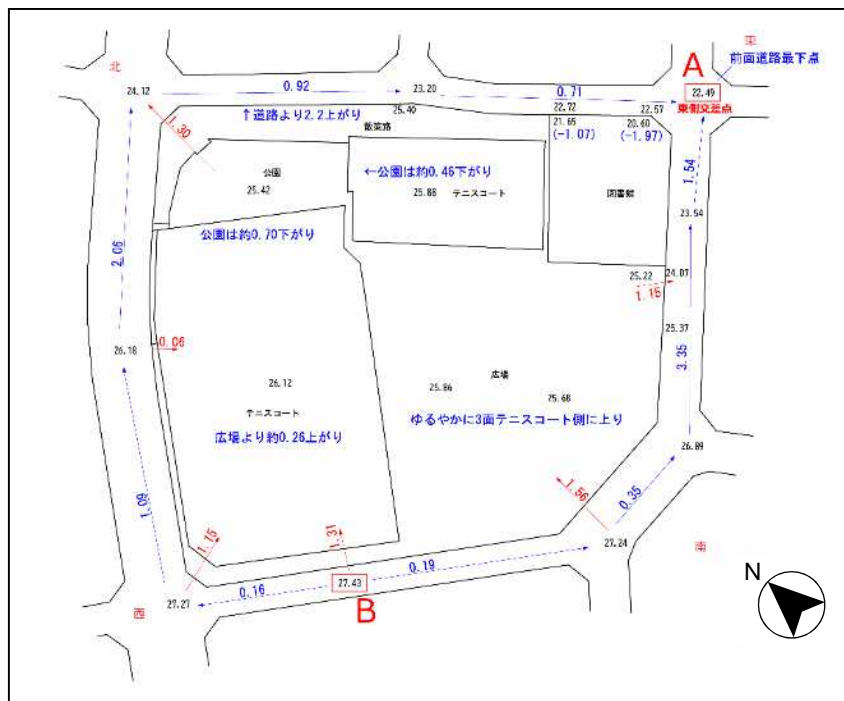 東
A
前面道路最下点
北
24.12
0.92
23.20
0.71
22.49
東側交差点
22.72
22.57
25.40
↑道路より2.2上がり
散策路
21.65
(-1.07)
20.60
(-1.97)
1.30
公園
25.42
←公園は約0.46下がり
25.88
テニスコート
図書館
1.54
23.54
公園は約0.70下がり
2.06
25.22
24.07
1.15
25.37
0.06
26.18
3.35
26.12
テニスコート
広場より約0.26上がり
25.86
広場
25.68
ゆるやかに3面テニスコート側に上り
26.89
1.09
1.56
0.35
1.15
1.31
27.24
南
0.19
27.43
0.16
27.27
西
B
N